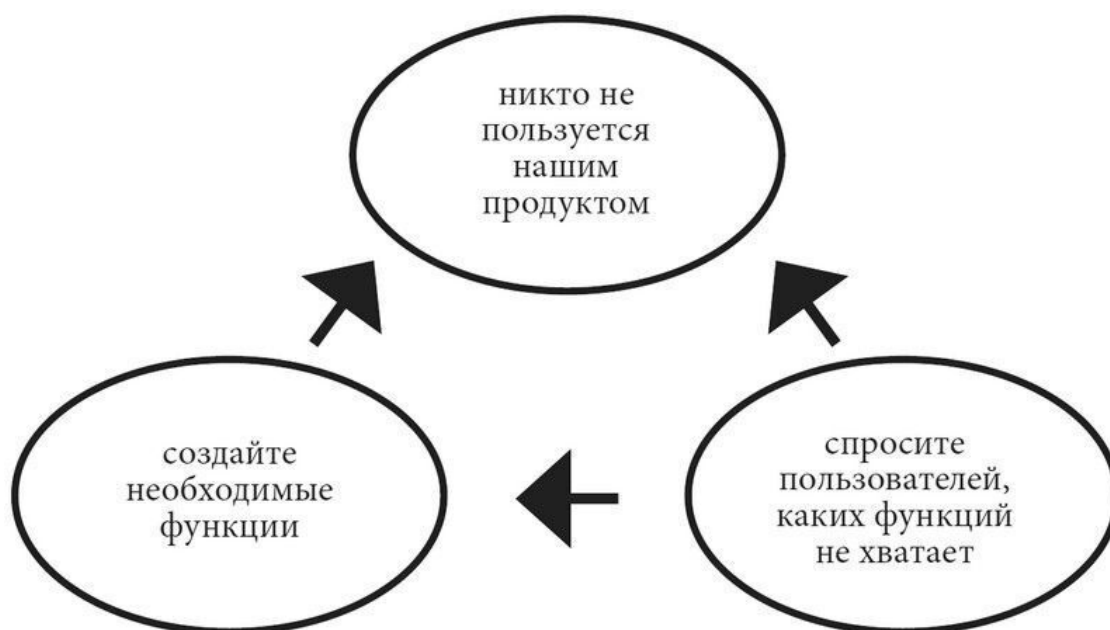 никто не
пользуется
нашим
продуктом
создайте
необходимые
функции
спросите
пользователей,
каких функций
не хватает